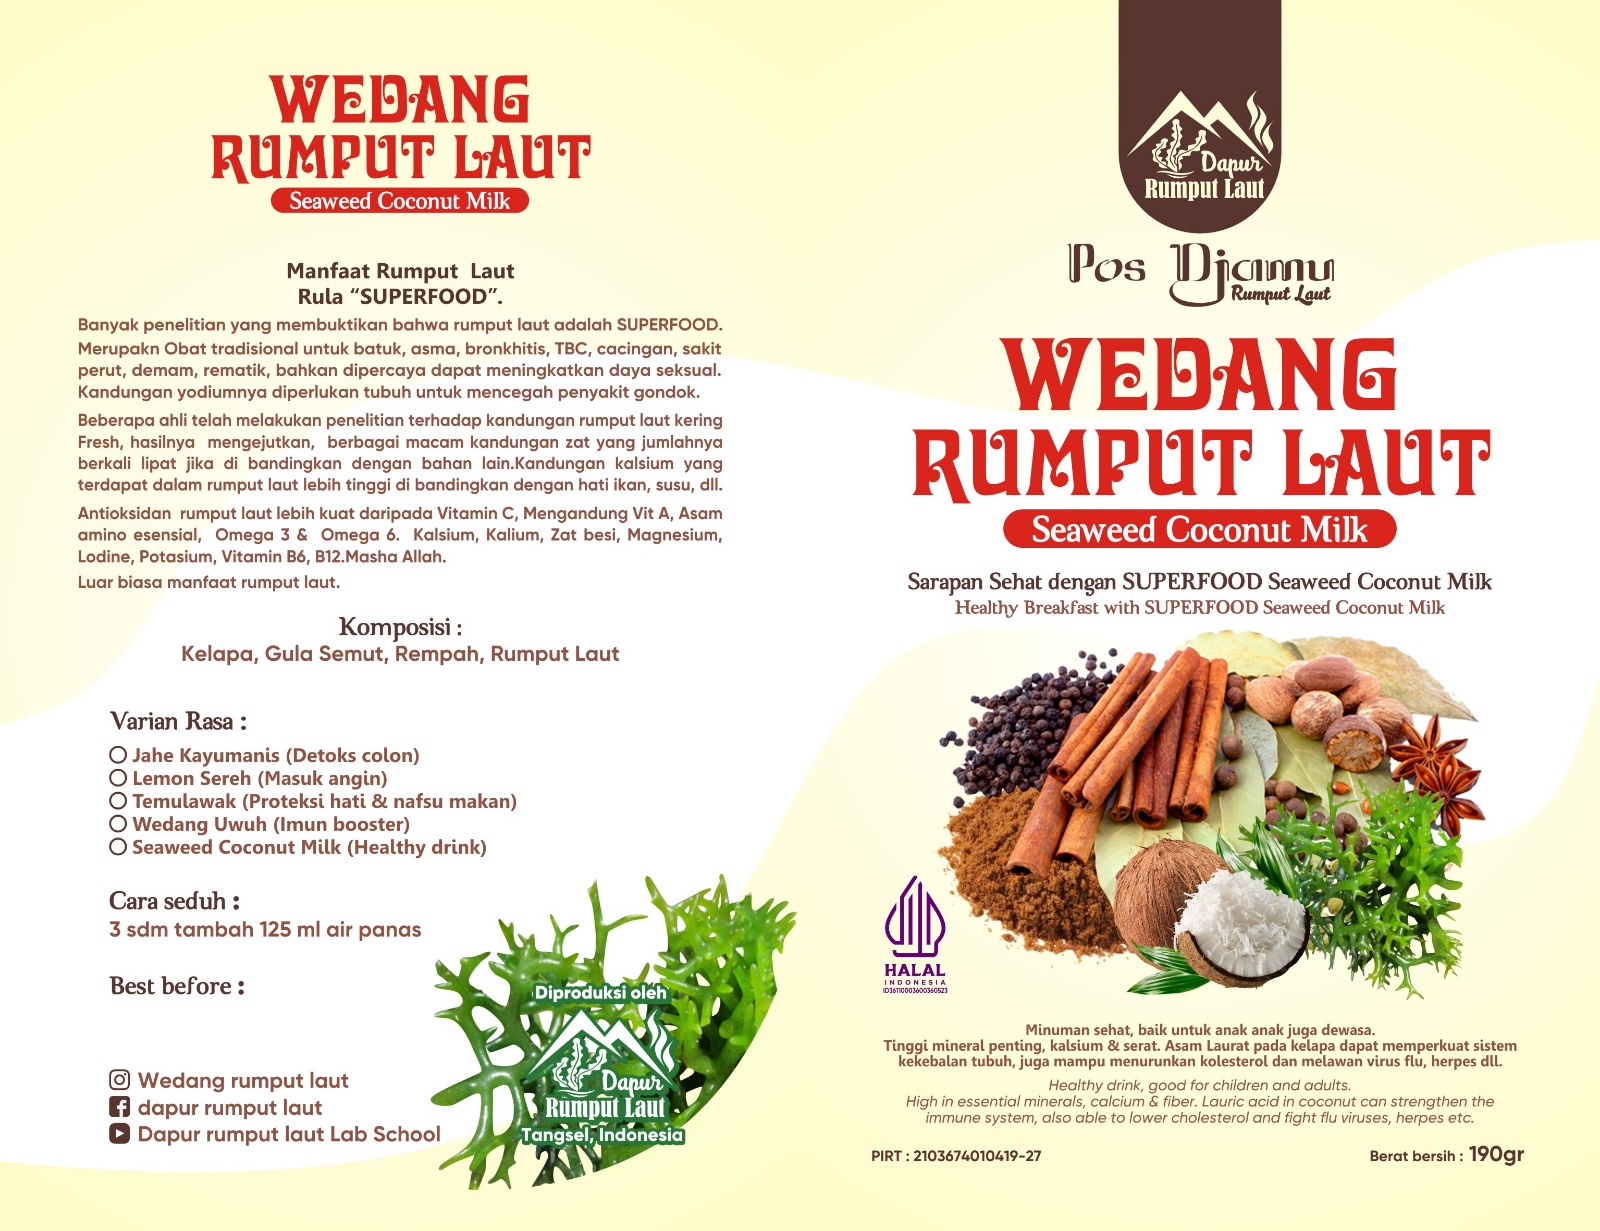 WEDANG
RUMPUT LAUT
Seaweed Coconut Milk
Manfaat Rumput Laut
Rula “SUPERFOOD”.
Banyak penelitian yang membuktikan bahwa rumput laut adalah SUPERFOOD.
Merupakn Obat tradisional untuk batuk, asma, bronkhitis, TBC, cacingan, sakit
perut, demam, rematik, bahkan dipercaya dapat meningkatkan daya seksual.
Kandungan yodiumnya diperlukan tubuh untuk mencegah penyakit gondok.
Beberapa ahli telah melakukan penelitian terhadap kandungan rumput laut kering
Fresh, hasilnya mengejutkan, berbagai macam kandungan zat yang jumlahnya
berkali lipat jika di bandingkan dengan bahan lain.Kandungan kalsium yang
terdapat dalam rumput laut lebih tinggi di bandingkan dengan hati ikan, susu, dll.
Antioksidan rumput laut lebih kuat daripada Vitamin C, Mengandung Vit A, Asam
amino esensial, Omega 3 & Omega 6. Kalsium, Kalium, Zat besi, Magnesium,
Lodine, Potasium, Vitamin B6, B12.Masha Allah.
Luar biasa manfaat rumput laut.
Komposisi :
Kelapa, Gula Semut, Rempah, Rumput Laut
Varian Rasa :
Jahe Kayumanis (Detoks colon)
Lemon Sereh (Masuk angin)
Temulawak (Proteksi hati & nafsu makan)
Wedang Uwuh (Imun booster)
Seaweed Coconut Milk (Healthy drink)
Cara seduh :
3 sdm tambah 125 ml air panas
Best before :
Wedang rumput laut
dapur rumput laut
Dapur rumput laut Lab School
Diproduksi oleh
Dapur
Rumput Laut
Tangsel, Indonesia
Dapur
Rumput Laut
Pos Djamu
Rumput Laut
WEDANG
RUMPUT LAUT
Seaweed Coconut Milk
Sarapan Sehat dengan SUPERFOOD Seaweed Coconut Milk
Healthy Breakfast with SUPERFOOD Seaweed Coconut Milk
HALAL
INDONESIA
ID36110003600360523
Minuman sehat, baik untuk anak anak juga dewasa.
Tinggi mineral penting, kalsium & serat. Asam Laurat pada kelapa dapat memperkuat sistem
kekebalan tubuh, juga mampu menurunkan kolesterol dan melawan virus flu, herpes dll.
Healthy drink, good for children and adults.
High in essential minerals, calcium & fiber. Lauric acid in coconut can strengthen the
immune system, also able to lower cholesterol and fight flu viruses, herpes etc.
PIRT : 2103674010419-27
Berat bersih : 190gr